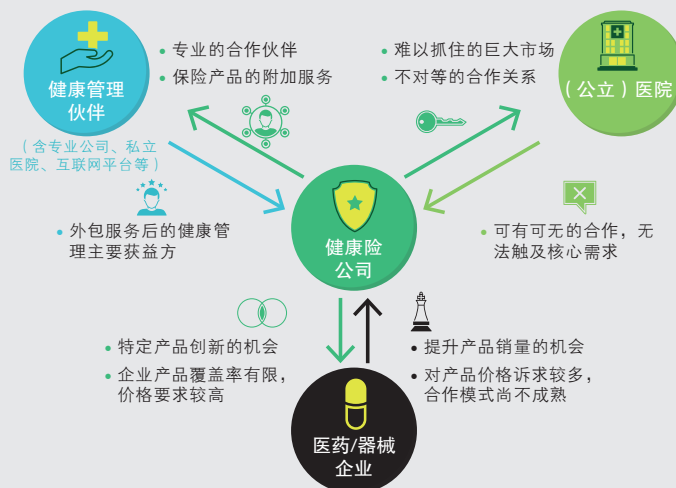 健康管理
伙伴
（含专业公司、私立
医院、互联网平台等）
• 专业的合作伙伴
• 保险产品的附加服务
• 难以抓住的巨大市场
• 不对等的合作关系
（公立）医院
• 外包服务后的健康管
理主要获益方
健康险
公司
• 可有可无的合作，无
法触及核心需求
• 特定产品创新的机会
• 企业产品覆盖率有限，
价格要求较高
• 提升产品销量的机会
• 对产品价格诉求较多，
合作模式尚不成熟
医药/器械
企业